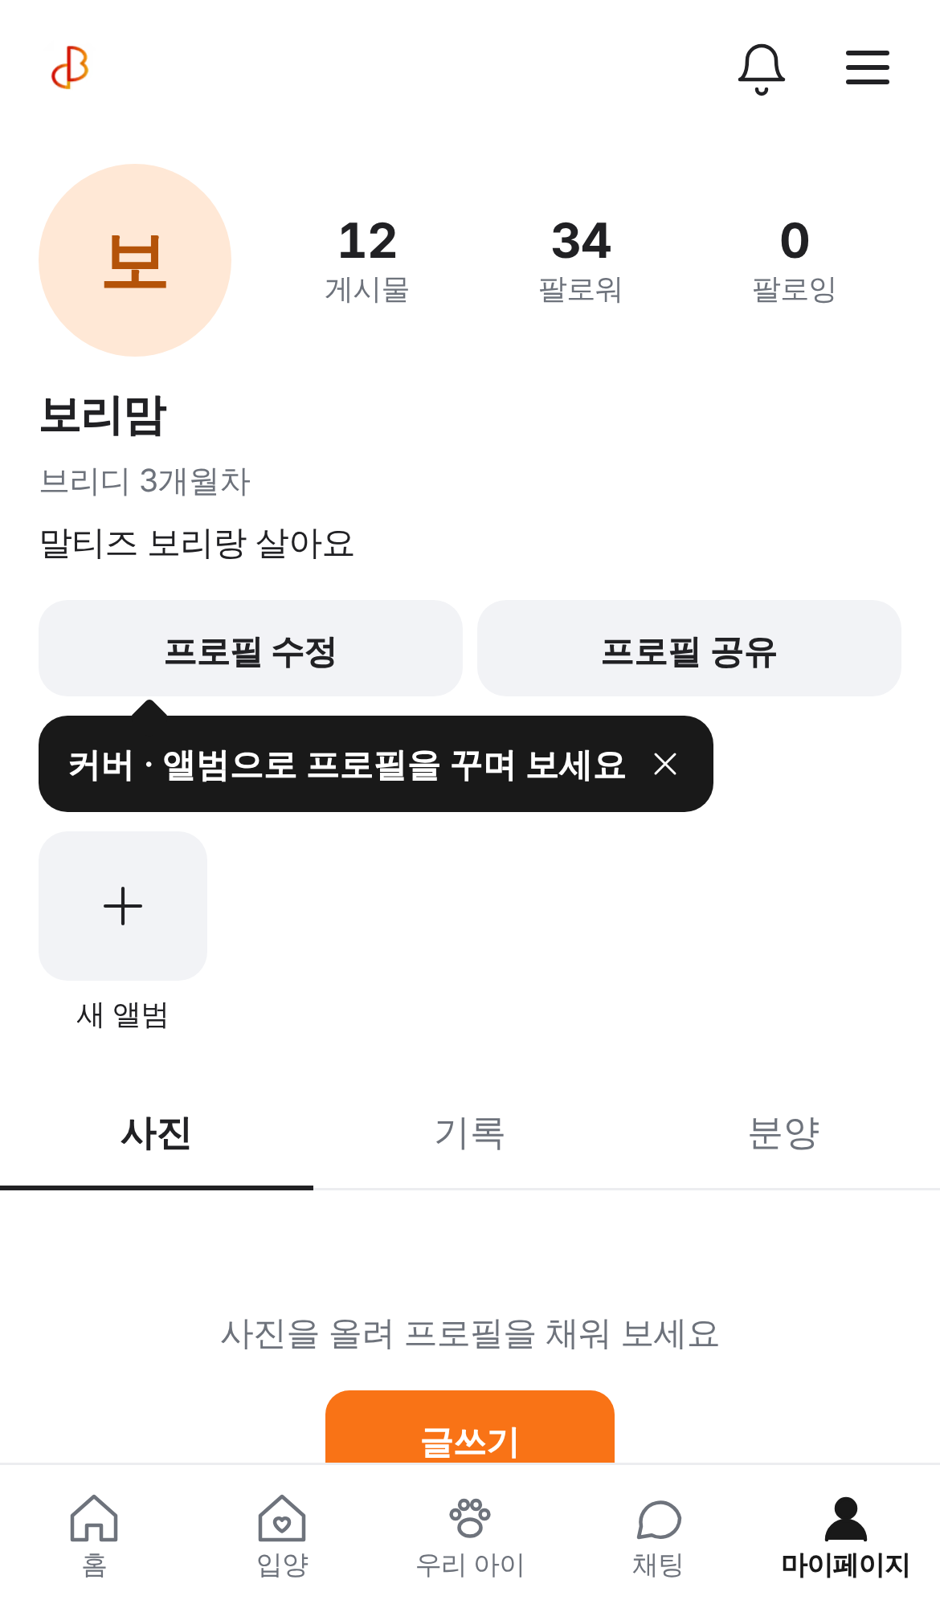 보
12
게시물
34
팔로워
0
팔로잉
보리맘
브리디 3개월차
말티즈 보리랑 살아요
프로필 수정
프로필 공유
커버 · 앨범으로 프로필을 꾸며 보세요
새 앨범
사진
기록
분양
사진을 올려 프로필을 채워 보세요
글쓰기
홈
입양
우리 아이
채팅
마이페이지